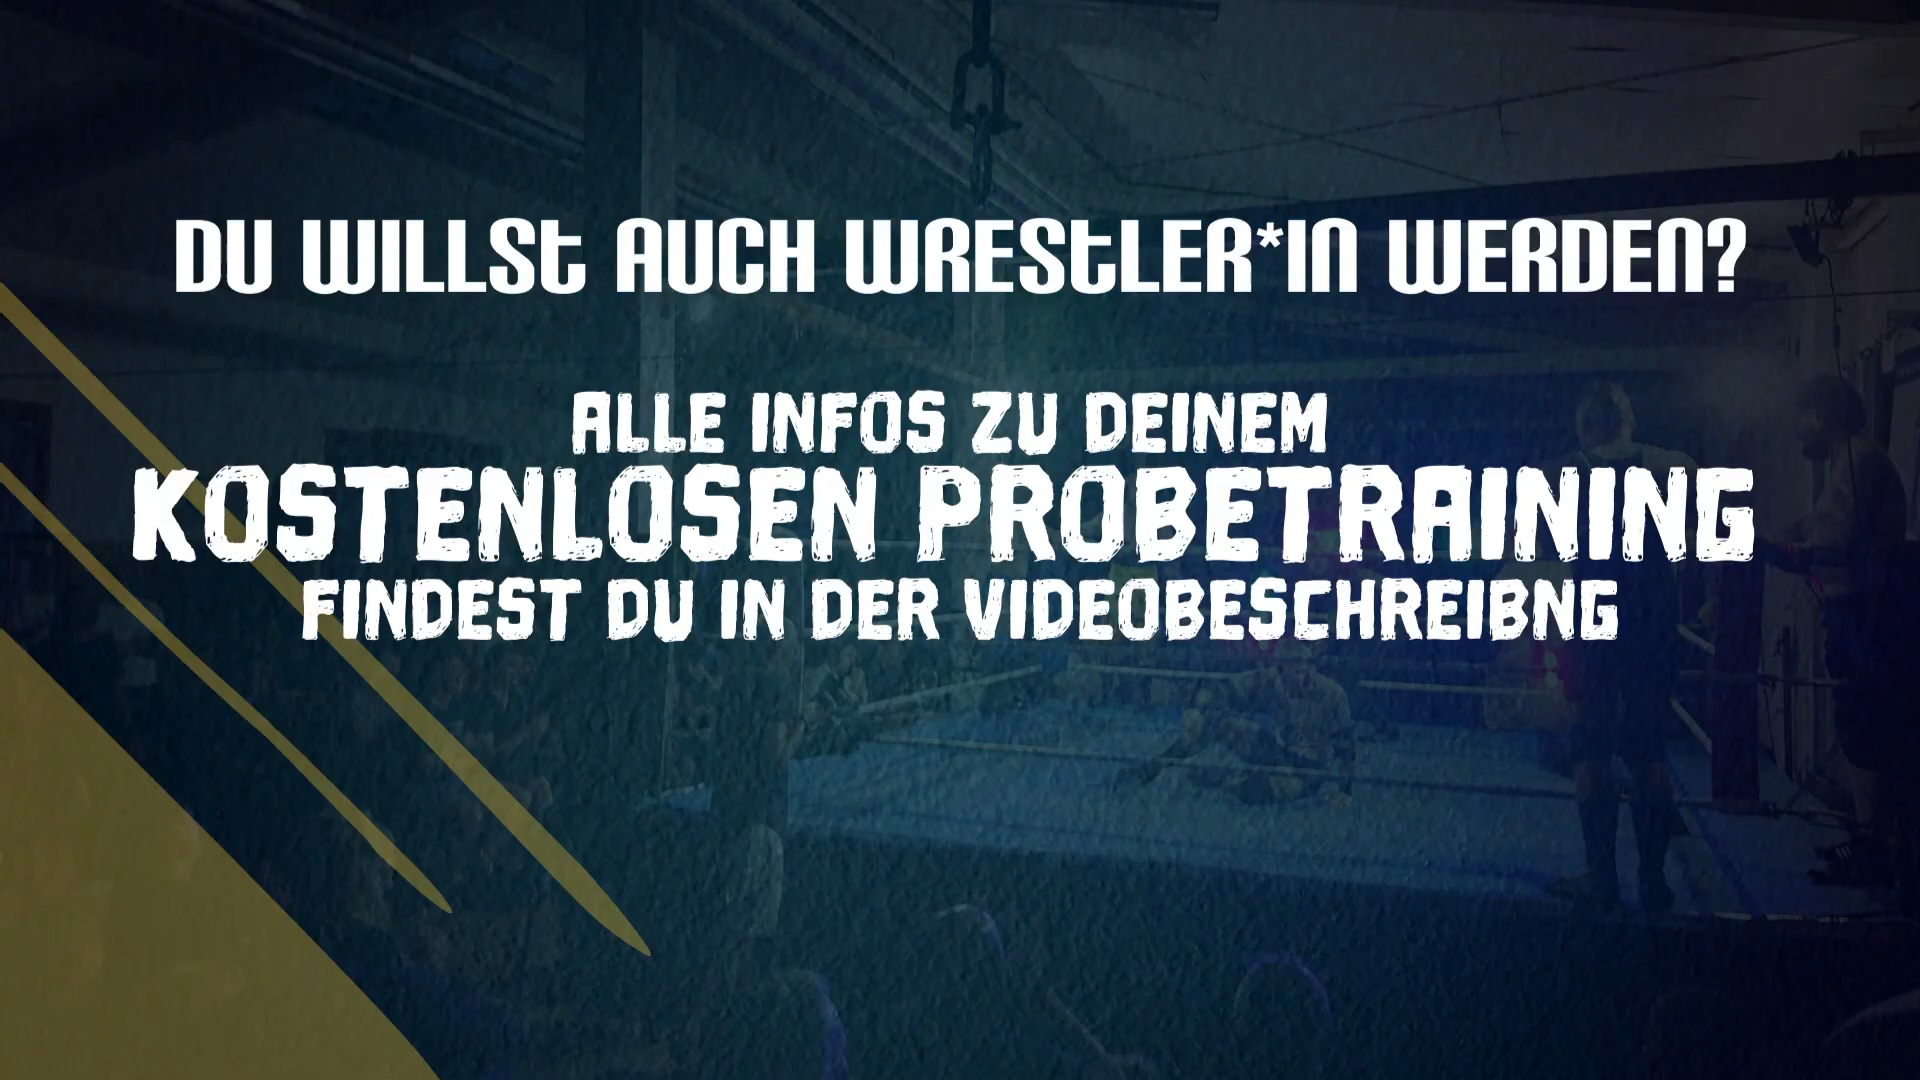 DU WILLSt AUCH WREStLER*IN WERDEN?
ALLE INFOS ZU DEINEM
KOSTENLOSEN PROBETRAINING
FINDEST DU IN DER VIDEOBESCHREIBNG